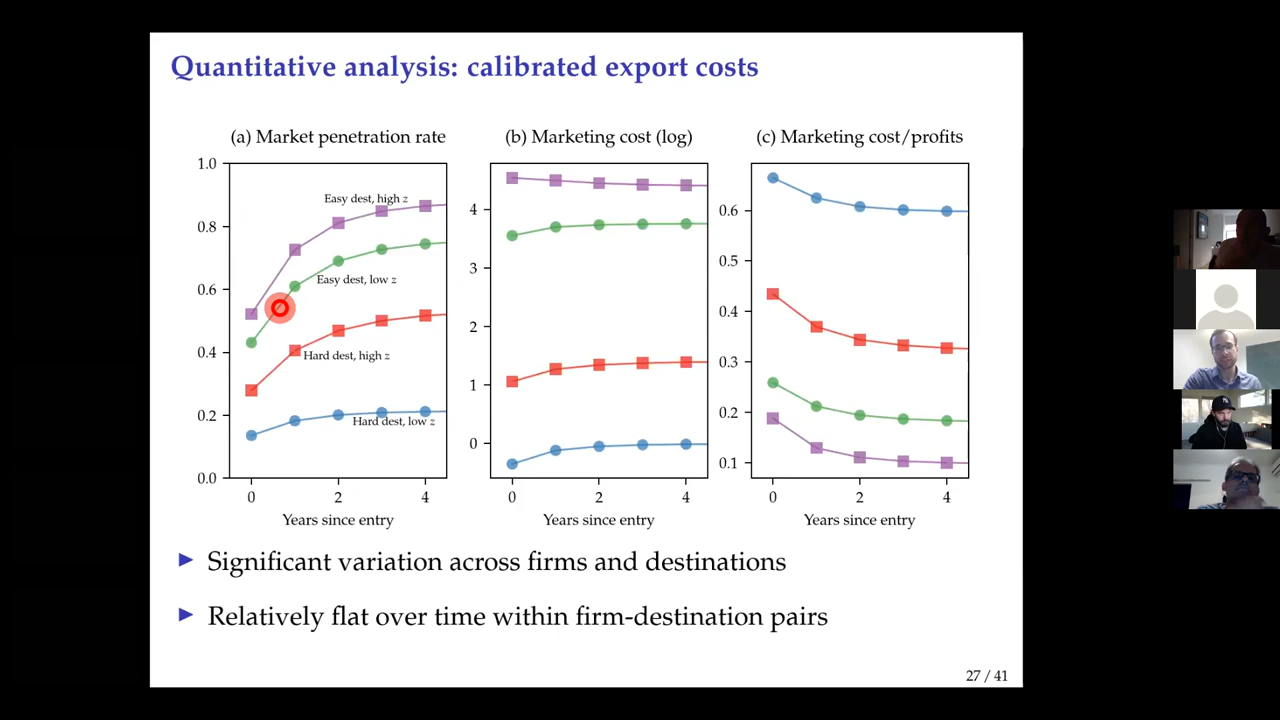 Quantitative analysis: calibrated export costs
(a) Market penetration rate
1.0
0.8
0.6
0.4
0.2
0.0
Easy dest, high z
Easy dest, low z
Hard dest, high z
Hard dest, low z
0 2 4
Years since entry
(b) Marketing cost (log)
4
3
2
1
0
0 2 4
Years since entry
(c) Marketing cost/profits
0.6
0.5
0.4
0.3
0.2
0.1
0 2 4
Years since entry
Significant variation across firms and destinations
Relatively flat over time within firm-destination pairs
27 / 41